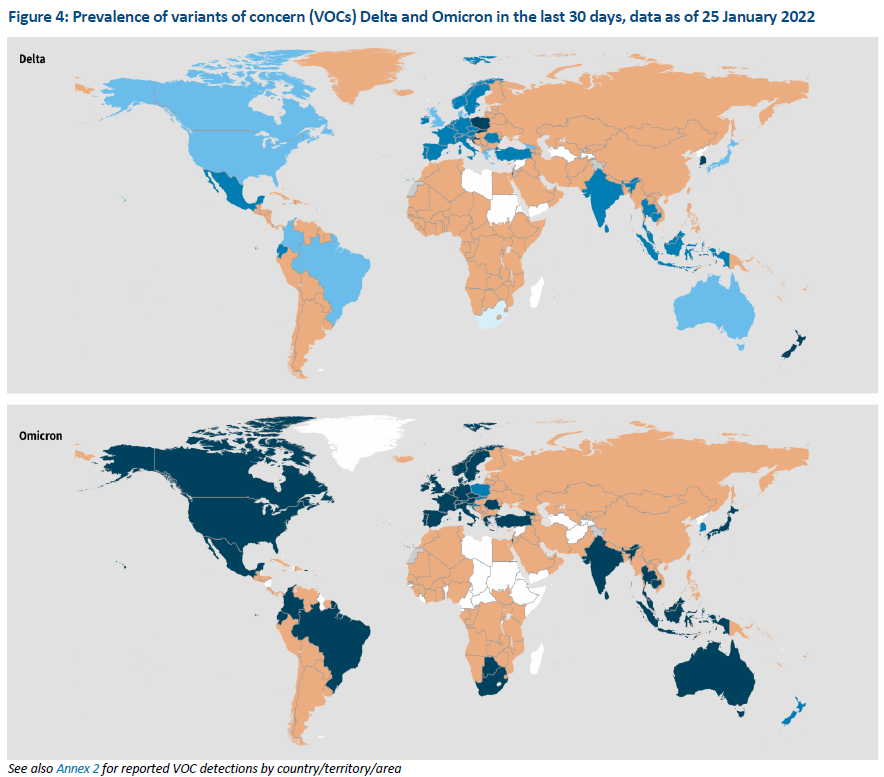 Figure 4: Prevalence of variants of concern (VOCs) Delta and Omicron in the last 30 days, data as of 25 January 2022
Delta
Omicron
See also Annex 2 for reported VOC detections by country/territory/area